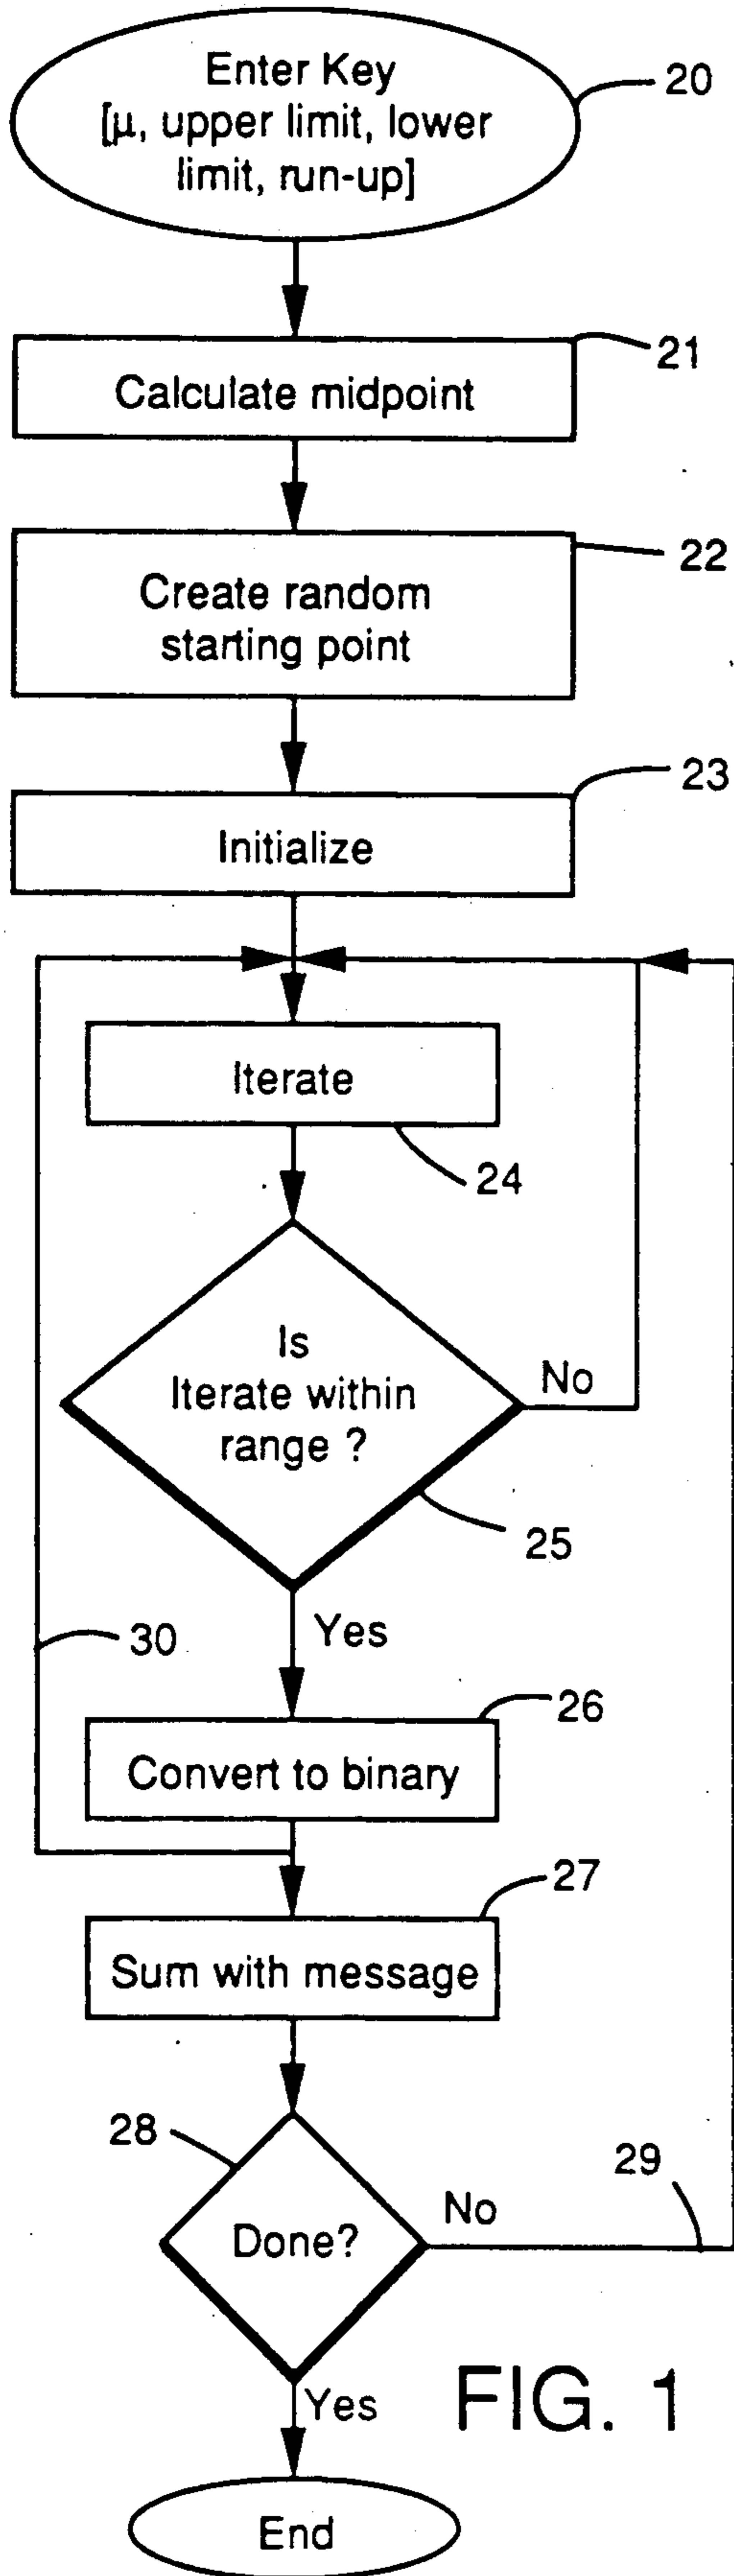 Enter Key
[μ, upper limit, lower
limit, run-up]
20
Calculate midpoint
21
Create random
starting point
22
Initialize
23
Iterate
24
Is
Iterate within
range ?
No
25
Yes
30
Convert to binary
26
Sum with message
27
28
Done?
No
29
Yes
FIG. 1
End